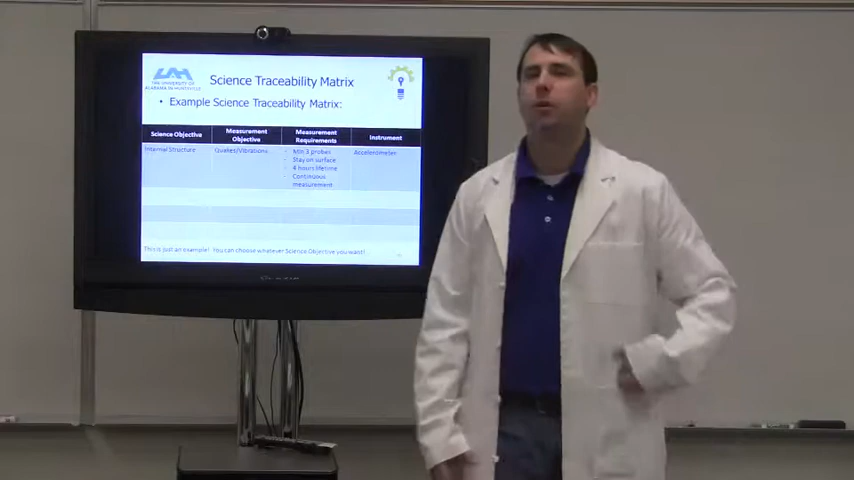 UAH
THE UNIVERSITY OF
ALABAMA IN HUNTSVILLE
Science Traceability Matrix
• Example Science Traceability Matrix:
Science Objective
Measurement
Objective
Measurement
Requirements
Instrument
Internal Structure
Quakes/Vibrations
- Min 3 probes
- Stay on surface
- 4 hours lifetime
- Continuous
measurement
Accelerometer
This is just an example! You can choose whatever Science Objective you want!